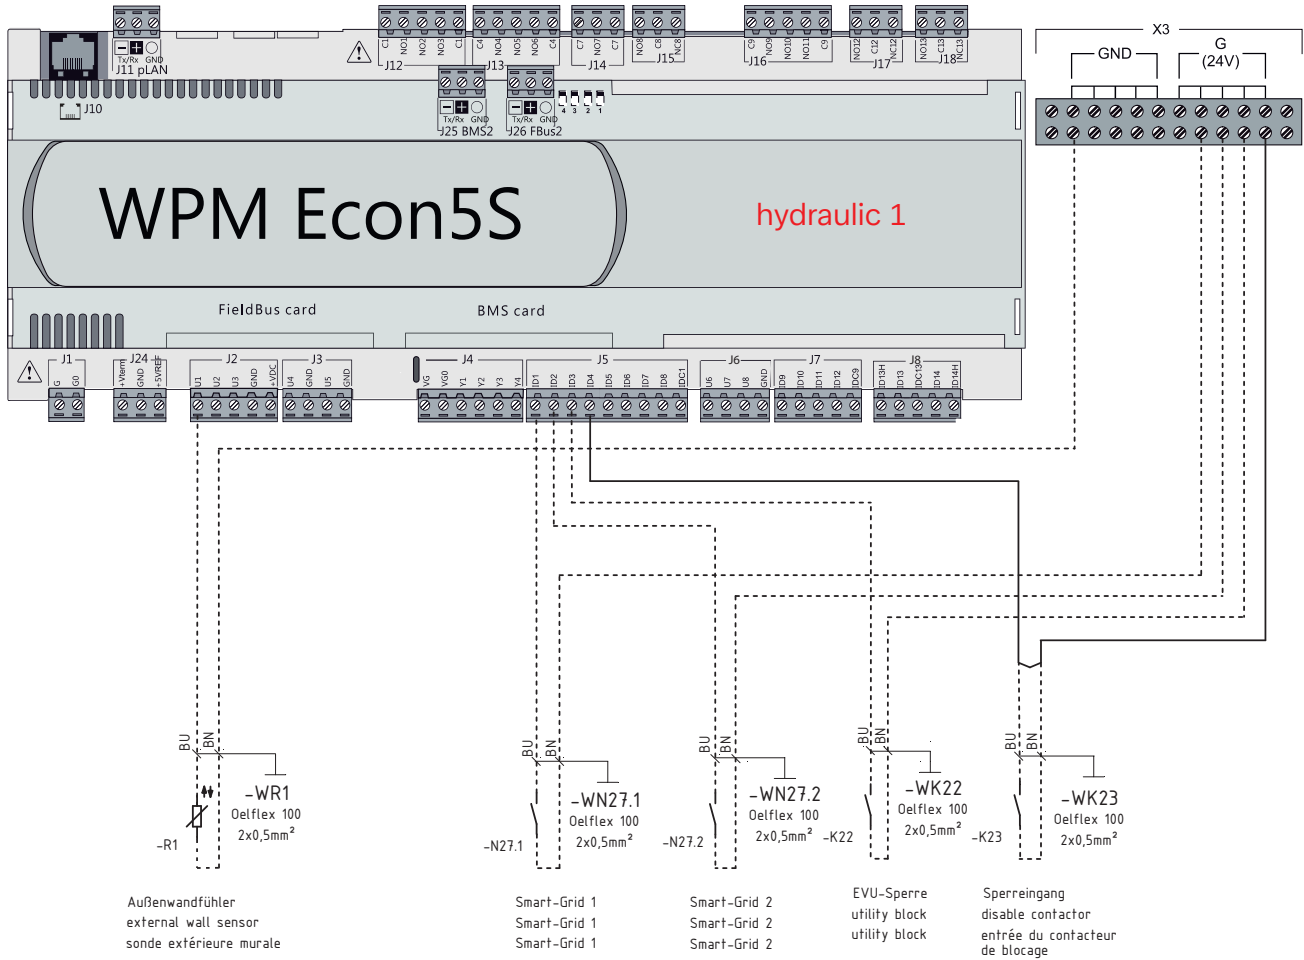 C1 NO1 NO2 NO3 C1
J12
C4 NO4 NO5 NO6 C4
J13
C7 NO7 C7
J14
NO8 C8 NC8
J15
C9 NO9 NO10 NO11 C9
J16
NO12 C12 NC12
J17
NO13 C13 NC13
J18
X3
GND
G
(24V)
Tx/Rx GND
J11 pLAN
J10
Tx/Rx GND
J25 BMS2
Tx/Rx GND
J26 FBus2
4 3 2 1
WPM Econ5S
hydraulic 1
FieldBus card
BMS card
J1
G G0
J24
+Vterm GND +5VREF
J2
U1 U2 U3 GND +VDC
J3
U4 GND U5 GND
J4
VG VG0 Y1 Y2 Y3 Y4
J5
ID1 ID2 ID3 ID4 ID5 ID6 ID7 ID8 IDC1
J6
U6 U7 U8 GND
J7
ID9 ID10 ID11 ID12 IDC9
J8
ID13H ID13 IDC13 ID14 ID14H
BU BN
-WR1
Oelflex 100
2x0,5mm²
-R1
BU BN
-WN27.1
Oelflex 100
2x0,5mm²
-N27.1
BU BN
-WN27.2
Oelflex 100
2x0,5mm²
-N27.2
BU BN
-WK22
Oelflex 100
2x0,5mm²
-K22
BU BN
-WK23
Oelflex 100
2x0,5mm²
-K23
Außenwandfühler
external wall sensor
sonde extérieure murale
Smart-Grid 1
Smart-Grid 1
Smart-Grid 1
Smart-Grid 2
Smart-Grid 2
Smart-Grid 2
EVU-Sperre
utility block
utility block
Sperreingang
disable contactor
entrée du contacteur
de blocage